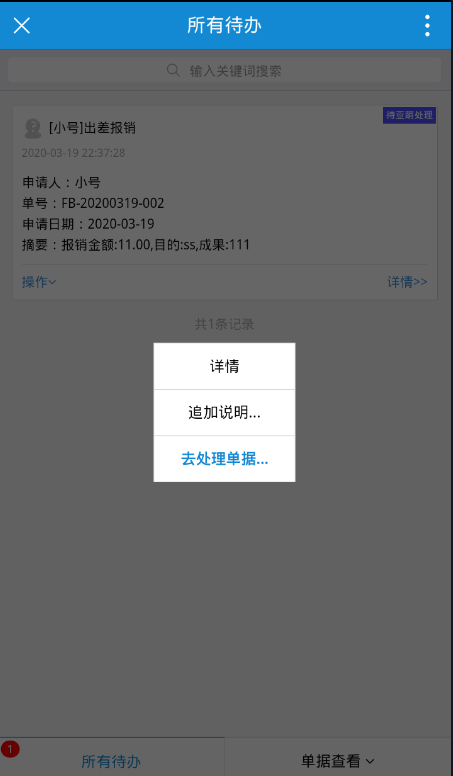 所有待办
输入关键词搜索
[小号]出差报销
待亚萌处理
2020-03-19 22:37:28
申请人：小号
单号：FB-20200319-002
申请日期：2020-03-19
摘要：报销金额:11.00,目的:ss,成果:111
操作
详情>>
共1条记录
详情
追加说明...
去处理单据...
1
所有待办
单据查看